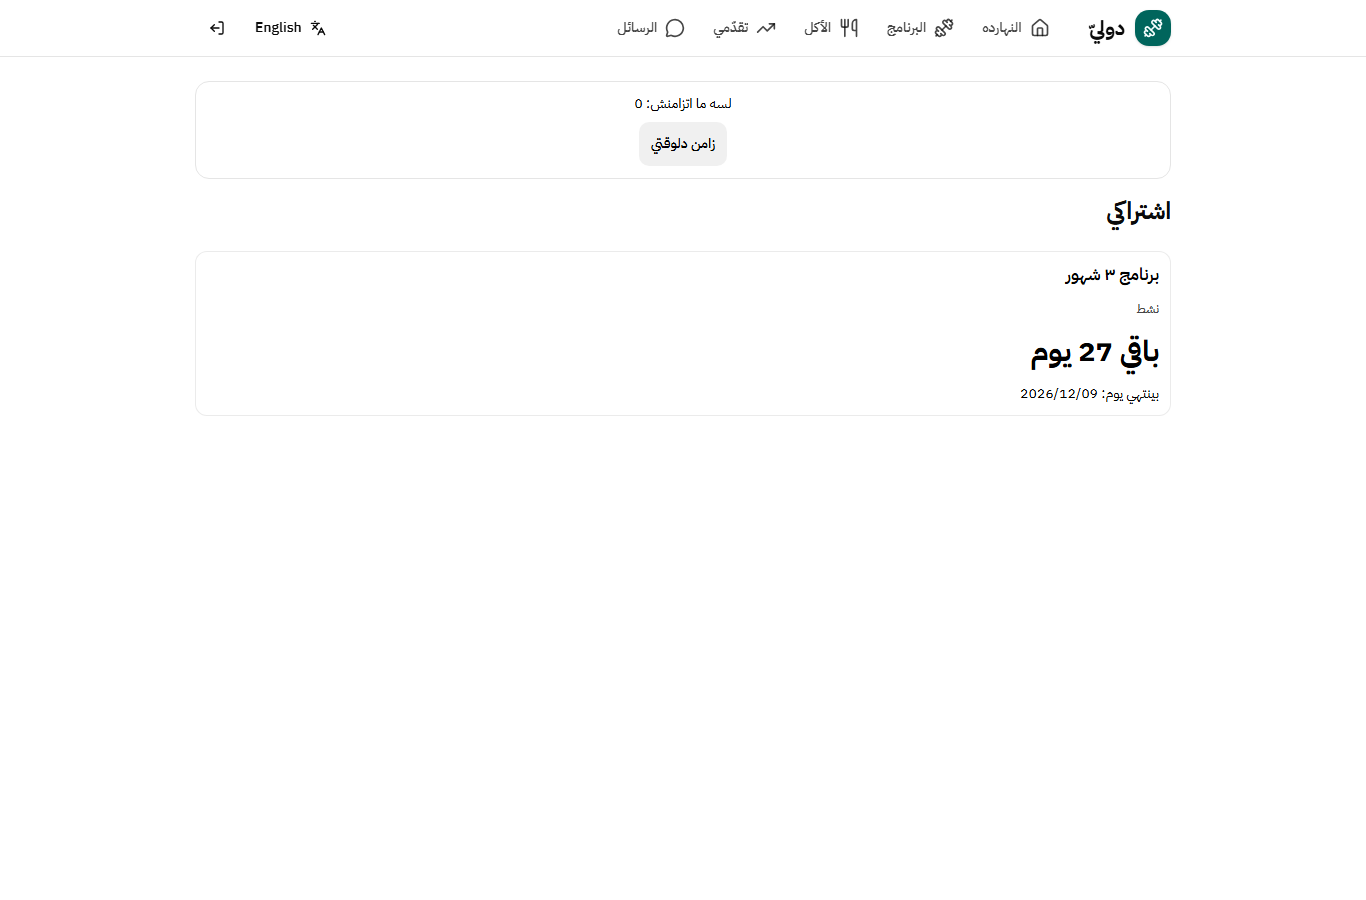 دوليّ
النهارده
البرنامج
الأكل
تقدّمي
الرسائل
English
لسه ما اتزامنش: 0
زامن دلوقتي
اشتراكي
برنامج ٣ شهور
نشط
باقي 27 يوم
بينتهي يوم: 2026/12/09